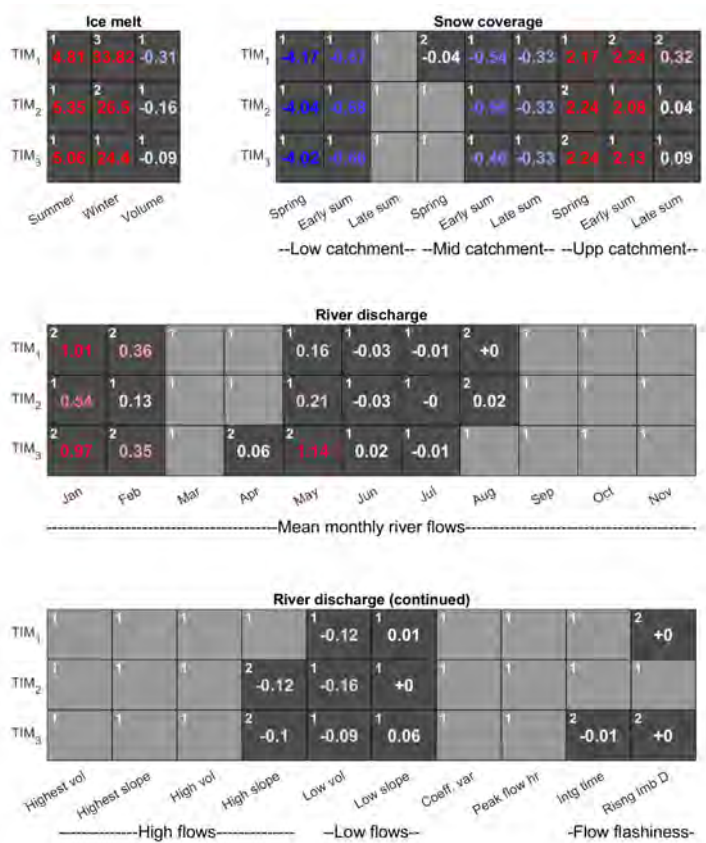 Ice melt
1 3 1
TIM1 4.81 33.82 -0.31
1 2 1
TIM2 5.35 26.5 -0.16
1 1 1
TIM3 5.06 24.4 -0.09
Summer Winter Volume
Snow coverage
1 1 1 2 1 1 1 2 2
TIM1 -4.17 -0.04 -0.54 -0.33 2.17 2.24 0.32
1 1 1 1 1 1 2 1 1
TIM2 -4.04 -0.33 2.24 2.08 0.04
1 1 1 1 1 1 2 1 1
TIM3 -4.02 -0.33 2.24 2.13 0.09
Spring Early sum Late sum Spring Early sum Late sum Spring Early sum Late sum
--Low catchment-- --Mid catchment-- --Upp catchment--
River discharge
2 2 1 1 1 1 1 2 1 1 1
TIM1 1.01 0.36 0.16 -0.03 -0.01 +0
1 1 1 1 1 1 1 2 1 1 1
TIM2 0.54 0.13 0.21 -0.03 -0 0.02
2 2 1 2 2 1 1 1 1 1 1
TIM3 0.97 0.35 0.06 1.14 0.02 -0.01
Jan Feb Mar Apr May Jun Jul Aug Sep Oct Nov
-----------------------------------Mean monthly river flows-----------------------------------
River discharge (continued)
1 1 1 1 1 1 1 1 1 2
TIM1 -0.12 0.01 +0
1 1 1 2 1 1 1 1 1 1
TIM2 -0.12 -0.16 +0
1 1 1 2 1 1 1 1 2 2
TIM3 -0.1 -0.09 0.06 -0.01 +0
Highest vol Highest slope High vol High slope Low vol Low slope Coeff. var Peak flow hr Intg time Risng lmb D
--------------High flows-------------- --Low flows-- -Flow flashiness-